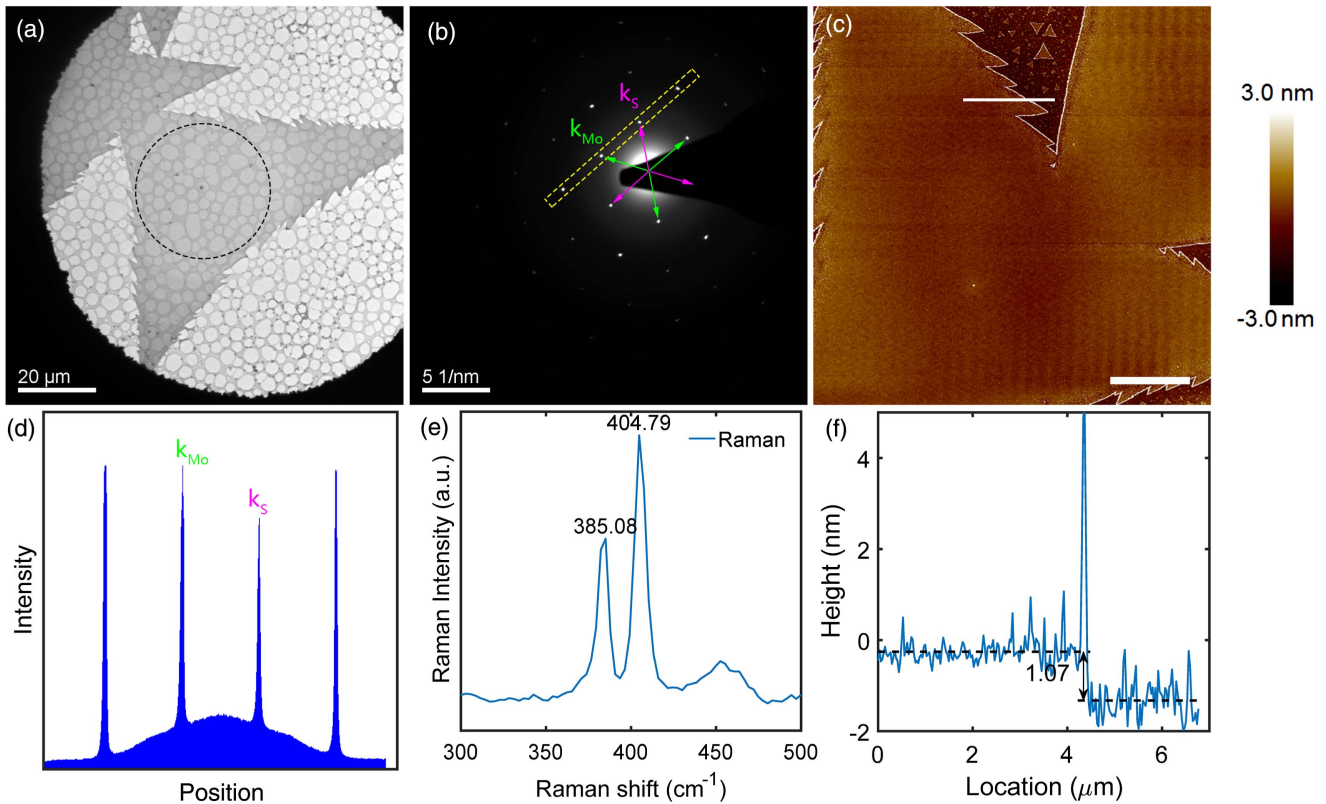 (a)
20 μm
(b)
k_S
k_Mo
5 1/nm
(c)
3.0 nm
-3.0 nm
(d)
k_Mo
k_S
Intensity
Position
(e)
404.79
Raman
385.08
Raman Intensity (a.u.)
300 350 400 450 500
Raman shift (cm⁻¹)
(f)
4
2
0
-2
1.07
Height (nm)
0 2 4 6
Location (μm)